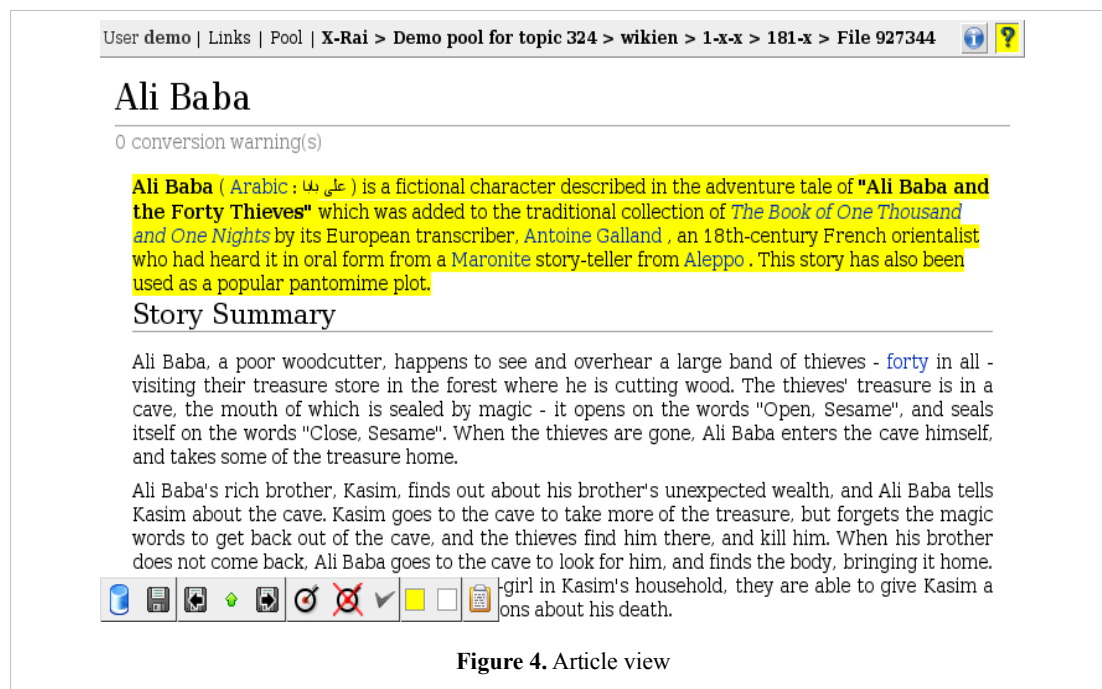 User demo | Links | Pool | X-Rai > Demo pool for topic 324 > wikien > 1-x-x > 181-x > File 927344
Ali Baba
0 conversion warning(s)
Ali Baba ( Arabic : علي بابا ) is a fictional character described in the adventure tale of "Ali Baba and
the Forty Thieves" which was added to the traditional collection of The Book of One Thousand
and One Nights by its European transcriber, Antoine Galland , an 18th-century French orientalist
who had heard it in oral form from a Maronite story-teller from Aleppo . This story has also been
used as a popular pantomime plot.
Story Summary
Ali Baba, a poor woodcutter, happens to see and overhear a large band of thieves - forty in all -
visiting their treasure store in the forest where he is cutting wood. The thieves' treasure is in a
cave, the mouth of which is sealed by magic - it opens on the words "Open, Sesame", and seals
itself on the words "Close, Sesame". When the thieves are gone, Ali Baba enters the cave himself,
and takes some of the treasure home.
Ali Baba's rich brother, Kasim, finds out about his brother's unexpected wealth, and Ali Baba tells
Kasim about the cave. Kasim goes to the cave to take more of the treasure, but forgets the magic
words to get back out of the cave, and the thieves find him there, and kill him. When his brother
does not come back, Ali Baba goes to the cave to look for him, and finds the body, bringing it home.
-girl in Kasim's household, they are able to give Kasim a
ons about his death.
Figure 4. Article view